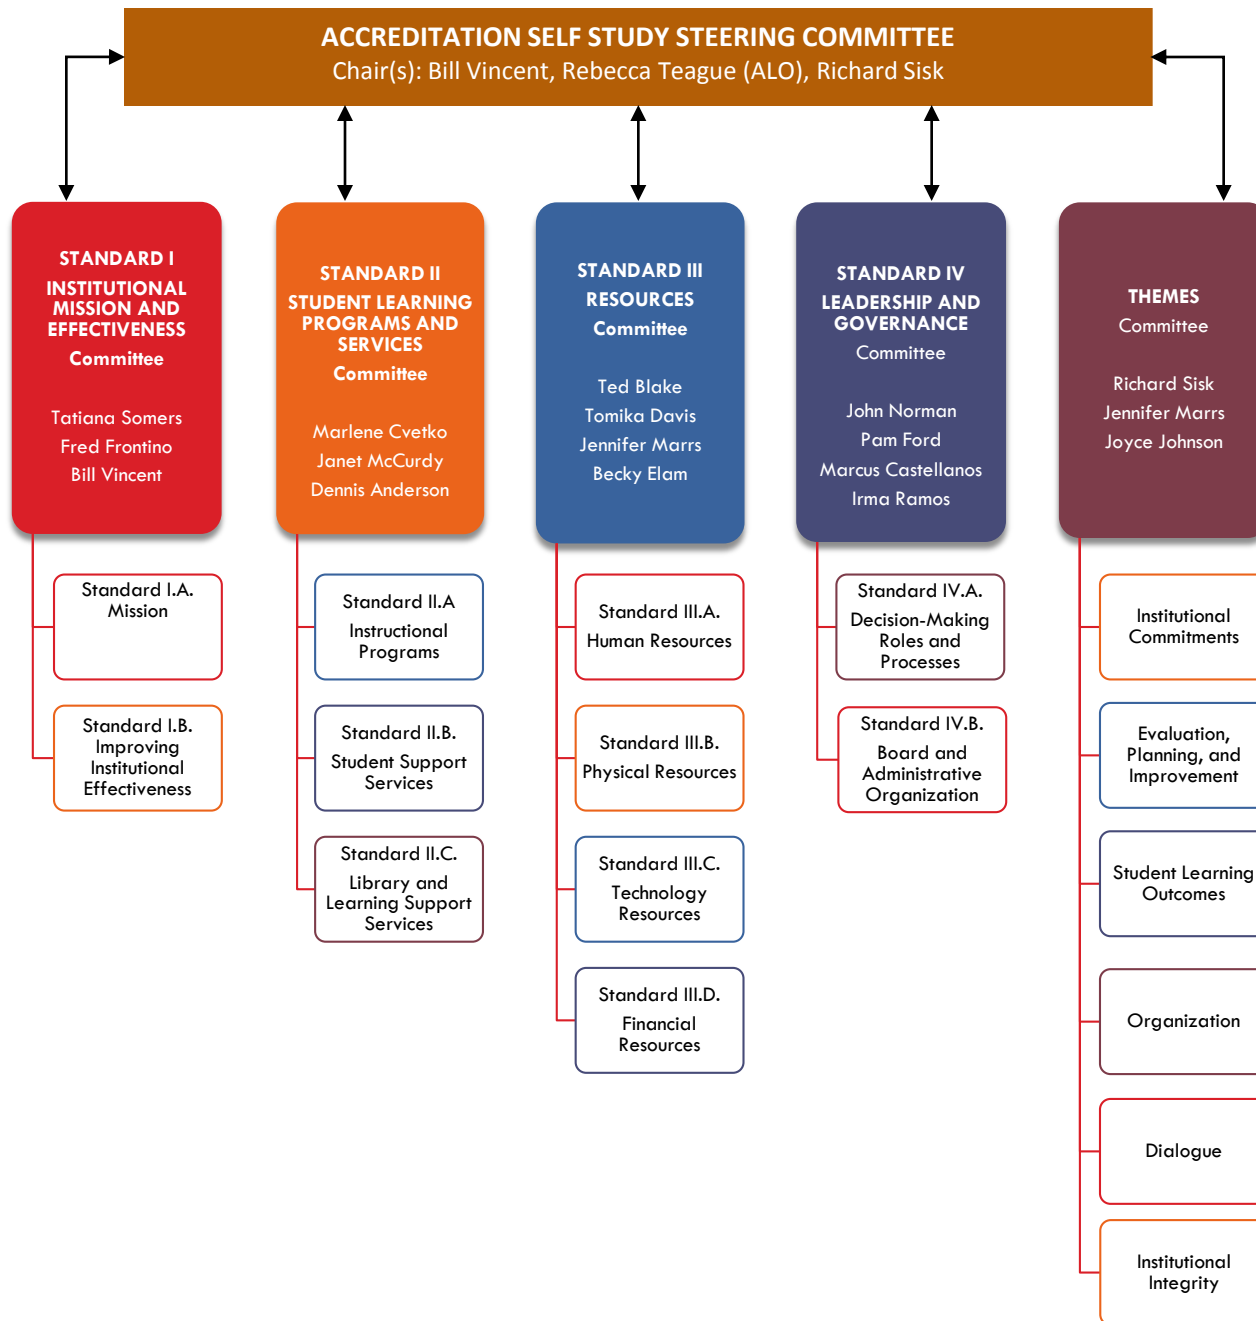 ACCREDITATION SELF STUDY STEERING COMMITTEE
Chair(s): Bill Vincent, Rebecca Teague (ALO), Richard Sisk
STANDARD I
INSTITUTIONAL
MISSION AND
EFFECTIVENESS
Committee
Tatiana Somers
Fred Frontino
Bill Vincent
Standard I.A.
Mission
Standard I.B.
Improving
Institutional
Effectiveness
STANDARD II
STUDENT LEARNING
PROGRAMS AND
SERVICES
Committee
Marlene Cvetko
Janet McCurdy
Dennis Anderson
Standard II.A
Instructional
Programs
Standard II.B.
Student Support
Services
Standard II.C.
Library and
Learning Support
Services
STANDARD III
RESOURCES
Committee
Ted Blake
Tomika Davis
Jennifer Marrs
Becky Elam
Standard III.A.
Human Resources
Standard III.B.
Physical Resources
Standard III.C.
Technology
Resources
Standard III.D.
Financial
Resources
STANDARD IV
LEADERSHIP AND
GOVERNANCE
Committee
John Norman
Pam Ford
Marcus Castellanos
Irma Ramos
Standard IV.A.
Decision-Making
Roles and
Processes
Standard IV.B.
Board and
Administrative
Organization
THEMES
Committee
Richard Sisk
Jennifer Marrs
Joyce Johnson
Institutional
Commitments
Evaluation,
Planning, and
Improvement
Student Learning
Outcomes
Organization
Dialogue
Institutional
Integrity